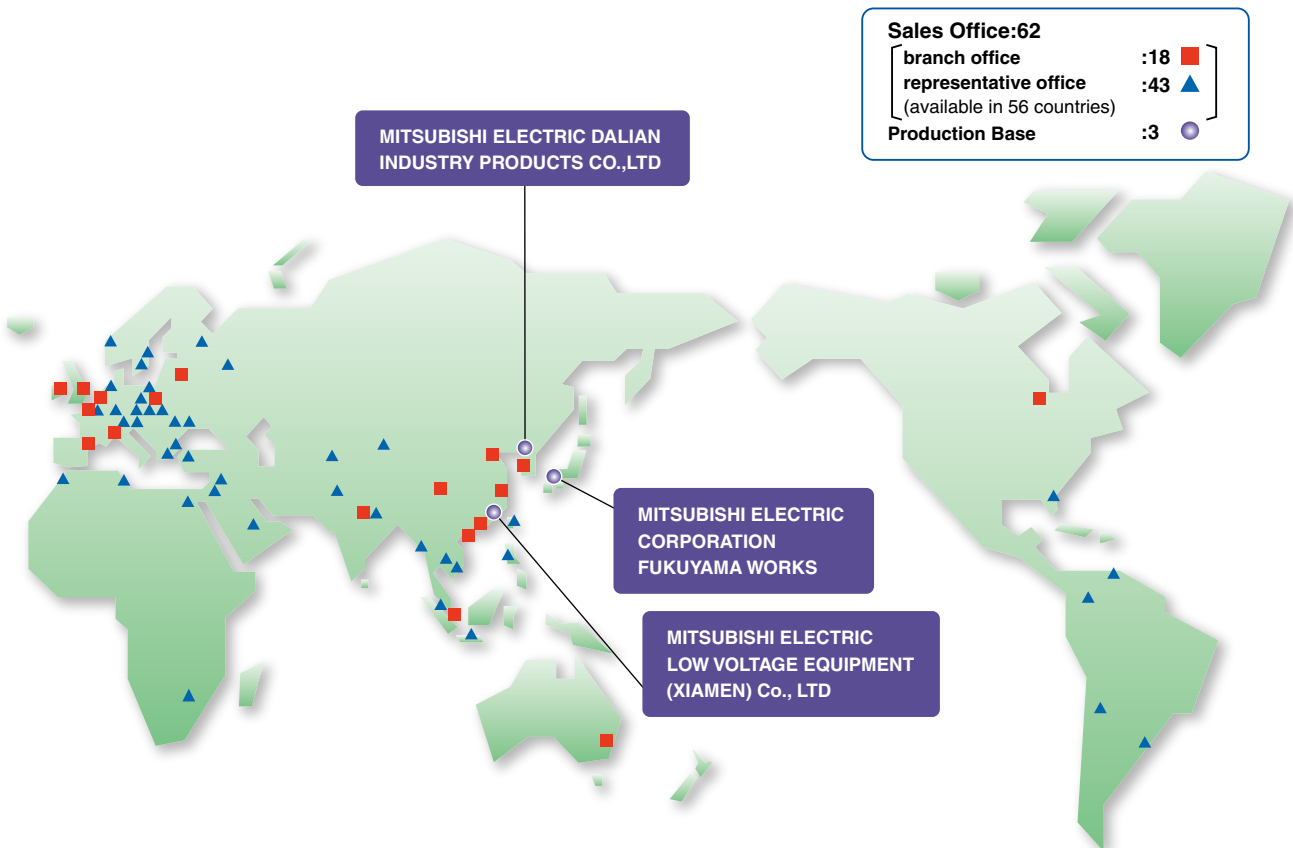 Sales Office:62
branch office :18
representative office :43
(available in 56 countries)
Production Base :3
MITSUBISHI ELECTRIC DALIAN
INDUSTRY PRODUCTS CO.,LTD
MITSUBISHI ELECTRIC
CORPORATION
FUKUYAMA WORKS
MITSUBISHI ELECTRIC
LOW VOLTAGE EQUIPMENT
(XIAMEN) Co., LTD